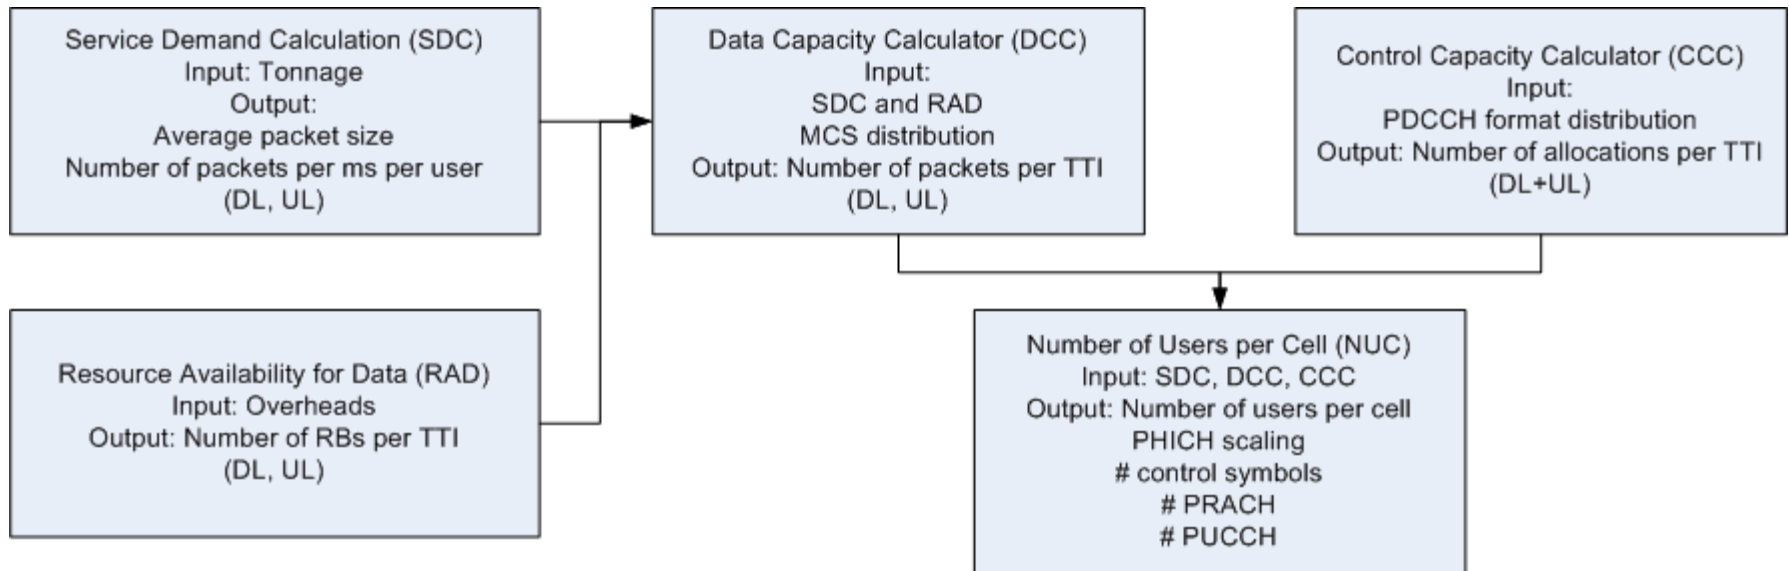 Service Demand Calculation (SDC)
Input: Tonnage
Output:
Average packet size
Number of packets per ms per user
(DL, UL)
Data Capacity Calculator (DCC)
Input:
SDC and RAD
MCS distribution
Output: Number of packets per TTI
(DL, UL)
Control Capacity Calculator (CCC)
Input:
PDCCH format distribution
Output: Number of allocations per TTI
(DL+UL)
Resource Availability for Data (RAD)
Input: Overheads
Output: Number of RBs per TTI
(DL, UL)
Number of Users per Cell (NUC)
Input: SDC, DCC, CCC
Output: Number of users per cell
PHICH scaling
# control symbols
# PRACH
# PUCCH